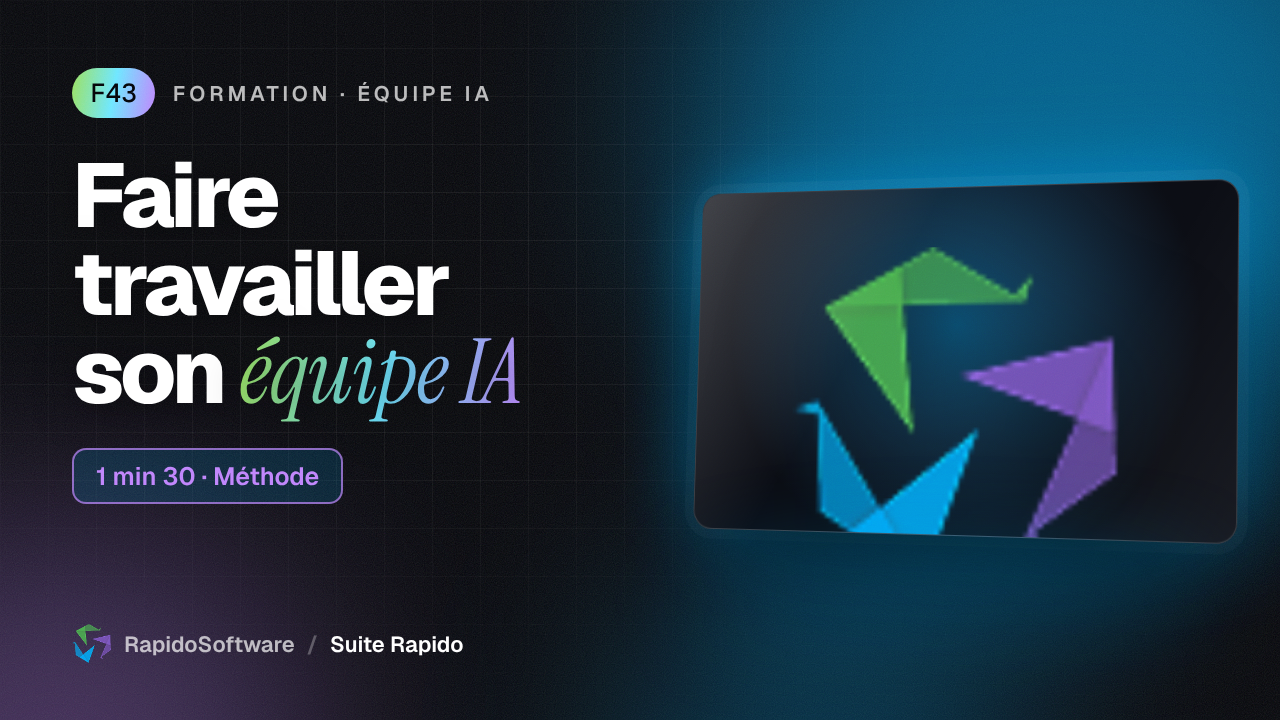 F43
FORMATION · ÉQUIPE IA
Faire
travailler
son équipe IA
1 min 30 · Méthode
RapidoSoftware / Suite Rapido